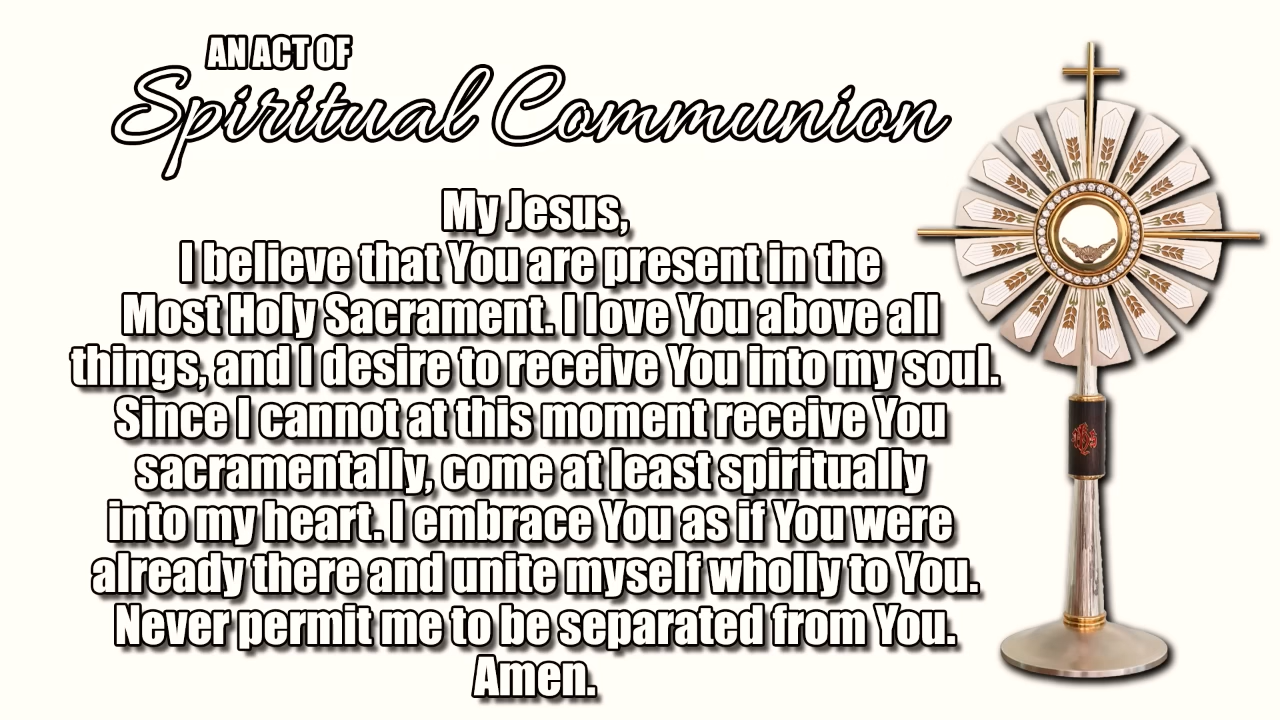 AN ACT OF
Spiritual Communion
My Jesus,
I believe that You are present in the
Most Holy Sacrament. I love You above all
things, and I desire to receive You into my soul.
Since I cannot at this moment receive You
sacramentally, come at least spiritually
into my heart. I embrace You as if You were
already there and unite myself wholly to You.
Never permit me to be separated from You.
Amen.